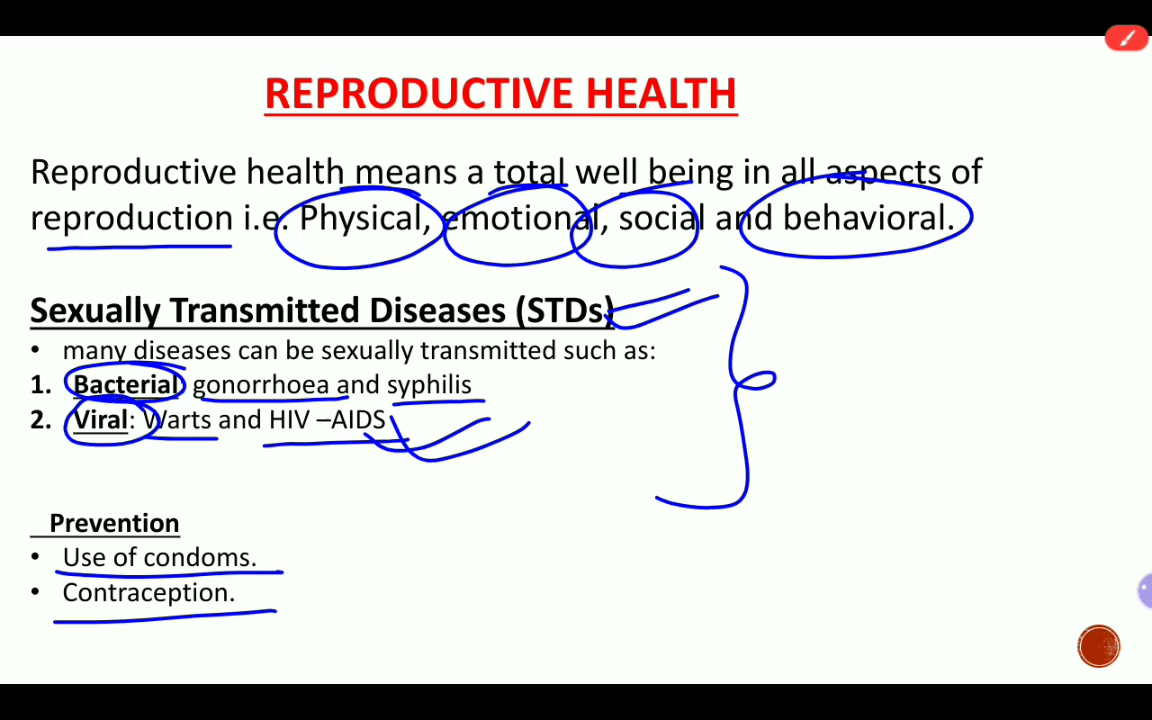 REPRODUCTIVE HEALTH
Reproductive health means a total well being in all aspects of
reproduction i.e. Physical, emotional, social and behavioral.
Sexually Transmitted Diseases (STDs)
• many diseases can be sexually transmitted such as:
1. Bacterial: gonorrhoea and syphilis
2. Viral: Warts and HIV –AIDS
Prevention
• Use of condoms.
• Contraception.